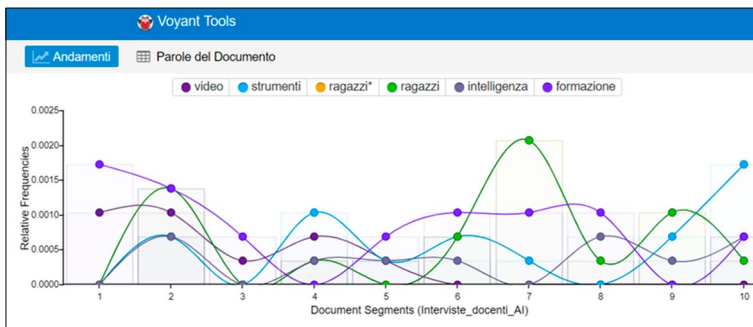 Voyant Tools
Andamenti Parole del Documento
video strumenti ragazzi* ragazzi intelligenza formazione
0.0025
0.0020
0.0015
0.0010
0.0005
0.0000
Relative Frequencies
1 2 3 4 5 6 7 8 9 10
Document Segments (Interviste_docenti_AI)